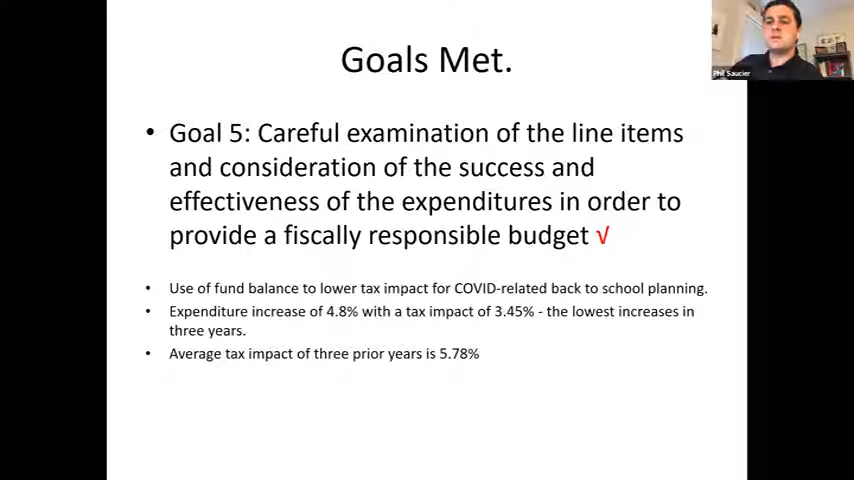 Goals Met.
Phil Saucier
• Goal 5: Careful examination of the line items
and consideration of the success and
effectiveness of the expenditures in order to
provide a fiscally responsible budget √
• Use of fund balance to lower tax impact for COVID-related back to school planning.
• Expenditure increase of 4.8% with a tax impact of 3.45% - the lowest increases in
three years.
• Average tax impact of three prior years is 5.78%